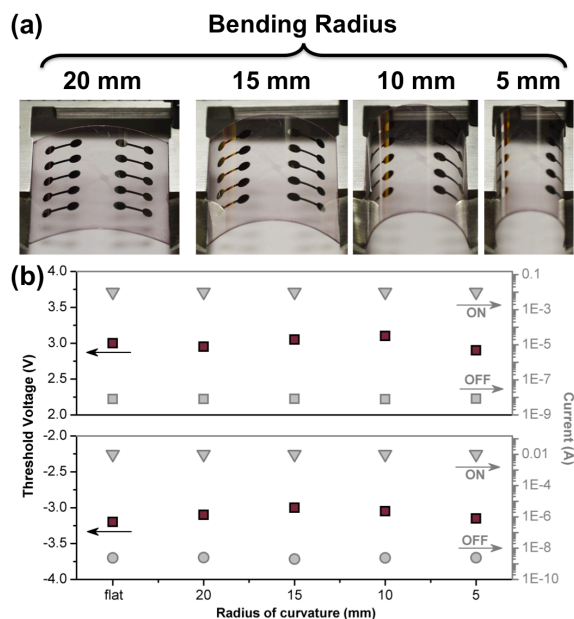 (a)
Bending Radius
20 mm 15 mm 10 mm 5 mm
(b)
Threshold Voltage (V)
4.0
3.5
3.0
2.5
2.0
-2.0
-2.5
-3.0
-3.5
-4.0
ON
OFF
ON
OFF
0.1
1E-3
1E-5
1E-7
1E-9
0.01
1E-4
1E-6
1E-8
1E-10
Current (A)
flat 20 15 10 5
Radius of curvature (mm)